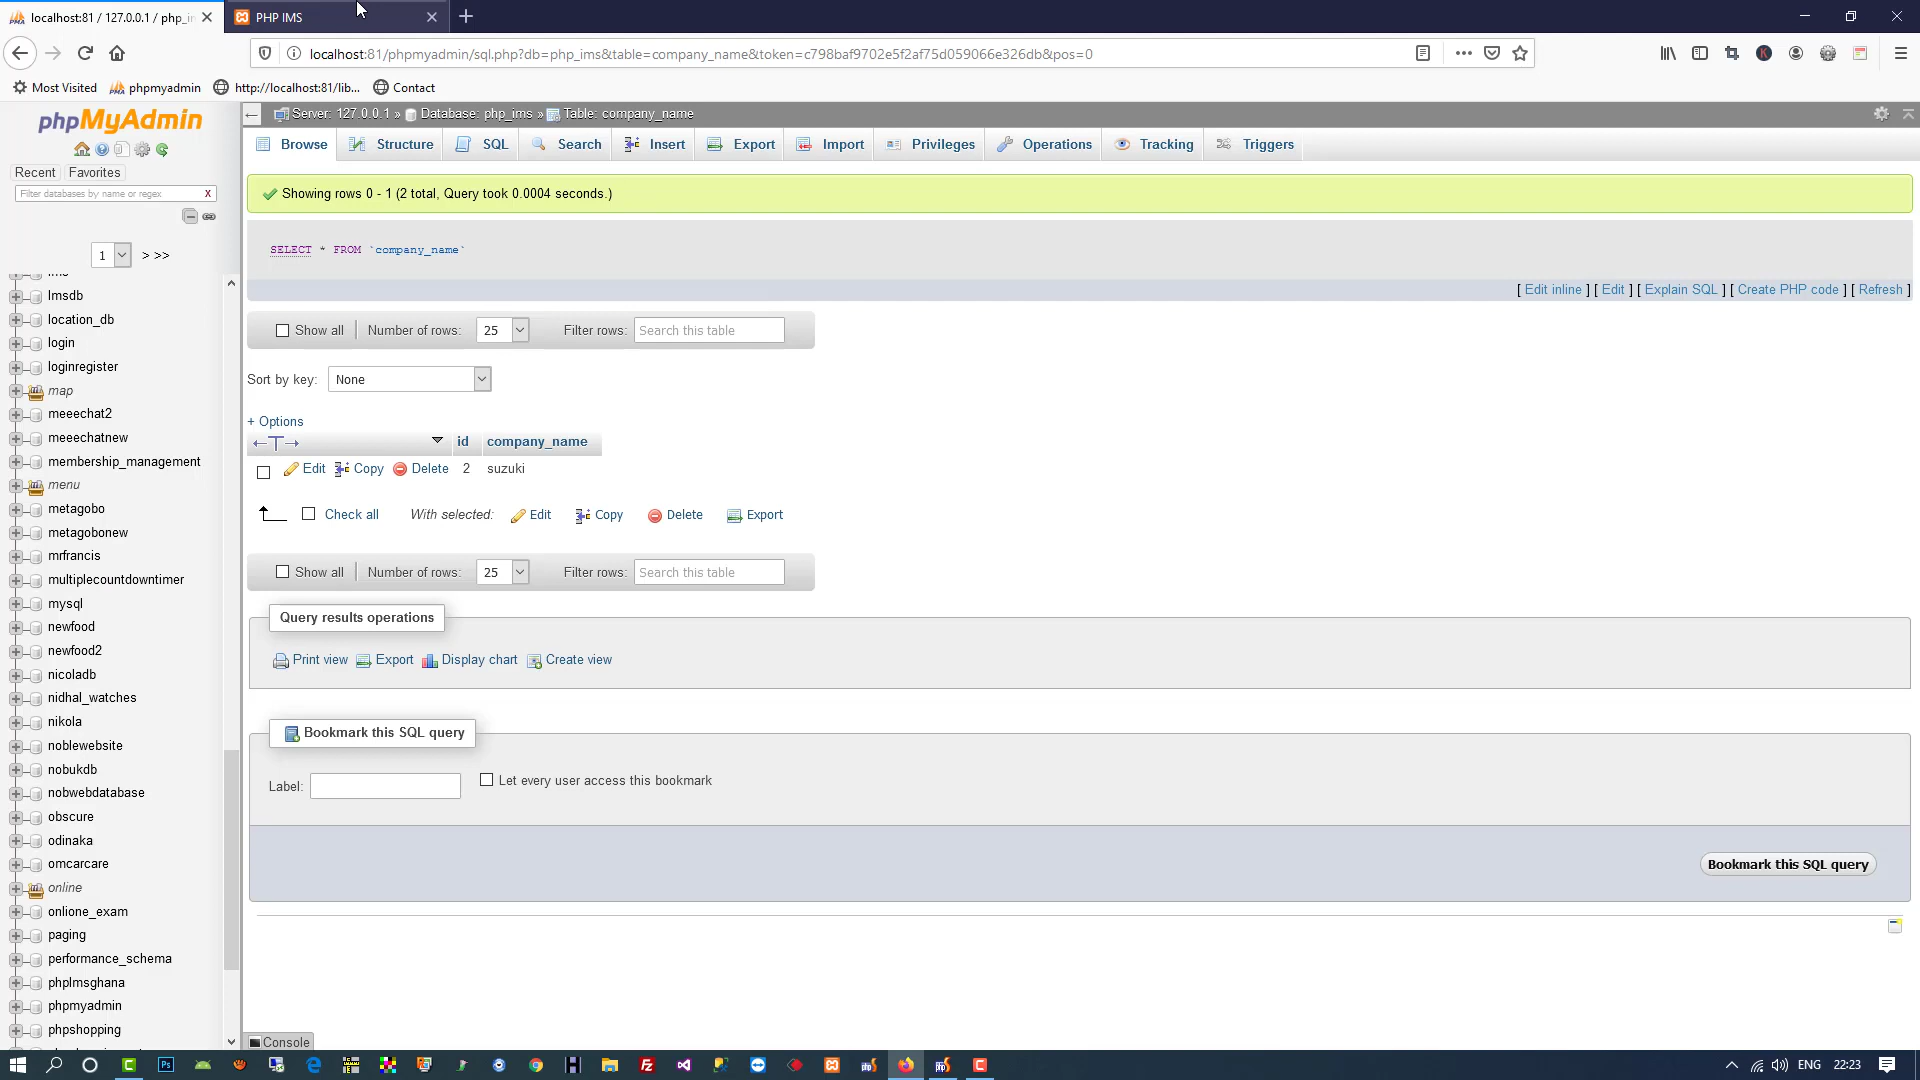 localhost:81 / 127.0.0.1 / php_i
PHP IMS
localhost:81/phpmyadmin/sql.php?db=php_ims&table=company_name&token=c798baf9702e5f2af75d059066e326db&pos=0
Most Visited
phpmyadmin
http://localhost:81/lib...
Contact
phpMyAdmin
Server: 127.0.0.1 » Database: php_ims » Table: company_name
Recent
Favorites
Filter databases by name or regex
X
1
> >>
Browse
Structure
SQL
Search
Insert
Export
Import
Privileges
Operations
Tracking
Triggers
Showing rows 0 - 1 (2 total, Query took 0.0004 seconds.)
SELECT * FROM `company_name`
[ Edit inline ] [ Edit ] [ Explain SQL ] [ Create PHP code ] [ Refresh ]
Show all
Number of rows:
25
Filter rows:
Search this table
Sort by key:
None
+ Options
←T→
id
company_name
Edit
Copy
Delete
2
suzuki
Check all
With selected:
Edit
Copy
Delete
Export
Show all
Number of rows:
25
Filter rows:
Search this table
Query results operations
Print view
Export
Display chart
Create view
Bookmark this SQL query
Label:
Let every user access this bookmark
Bookmark this SQL query
Console
lmsdb
location_db
login
loginregister
map
meeechat2
meeechatnew
membership_management
menu
metagobo
metagobonew
mrfrancis
multiplecountdowntimer
mysql
newfood
newfood2
nicoladb
nidhal_watches
nikola
noblewebsite
nobukdb
nobwebdatabase
obscure
odinaka
omcarcare
online
onlione_exam
paging
performance_schema
phplmsghana
phpmyadmin
phpshopping
ENG
22:23